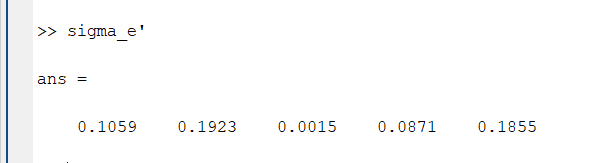 >> sigma_e'
ans =
0.1059 0.1923 0.0015 0.0871 0.1855